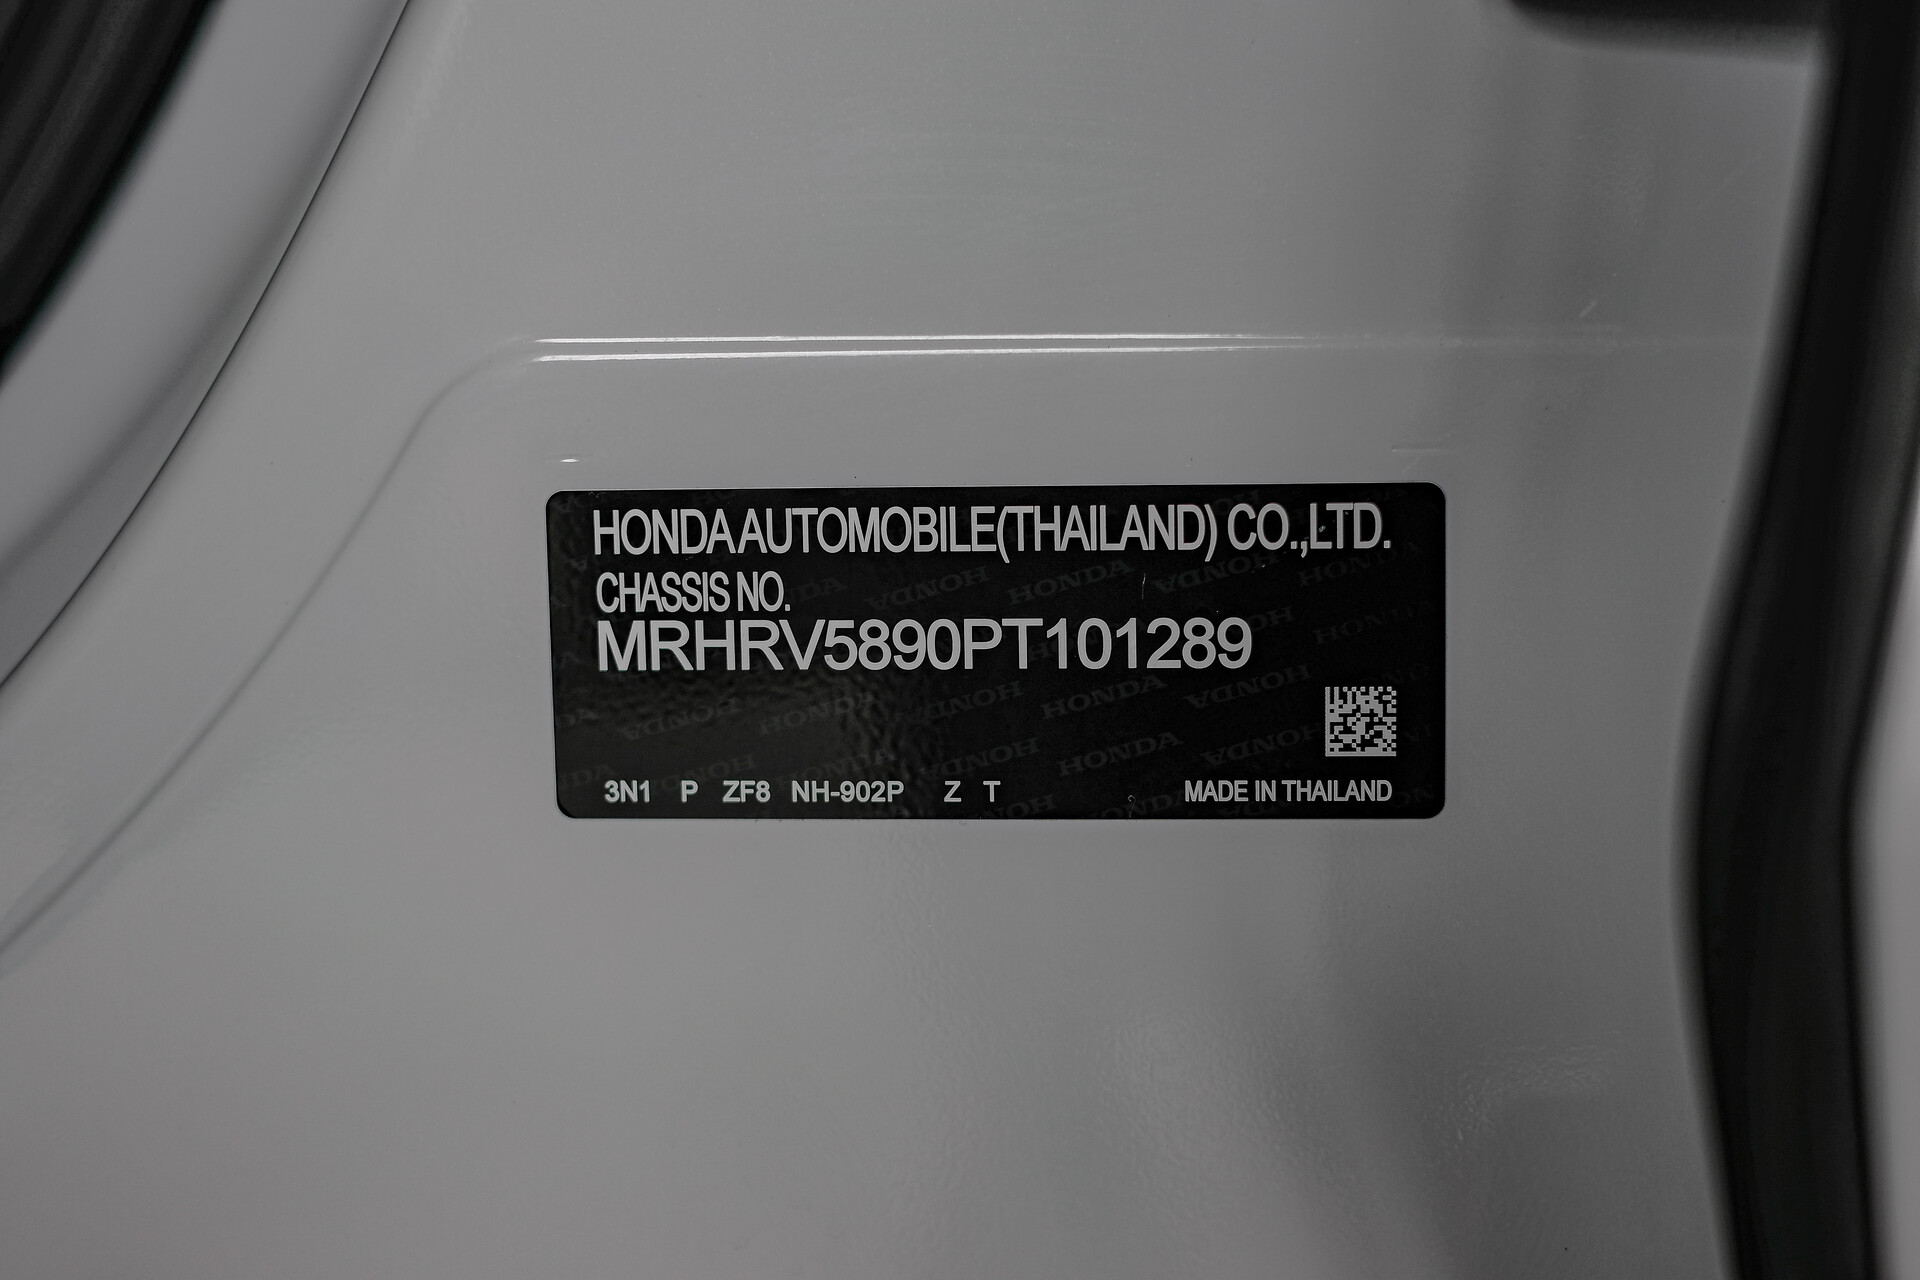 HONDA AUTOMOBILE(THAILAND) CO.,LTD.
CHASSIS NO.
MRHRV5890PT101289
3N1 P ZF8 NH-902P Z T MADE IN THAILAND